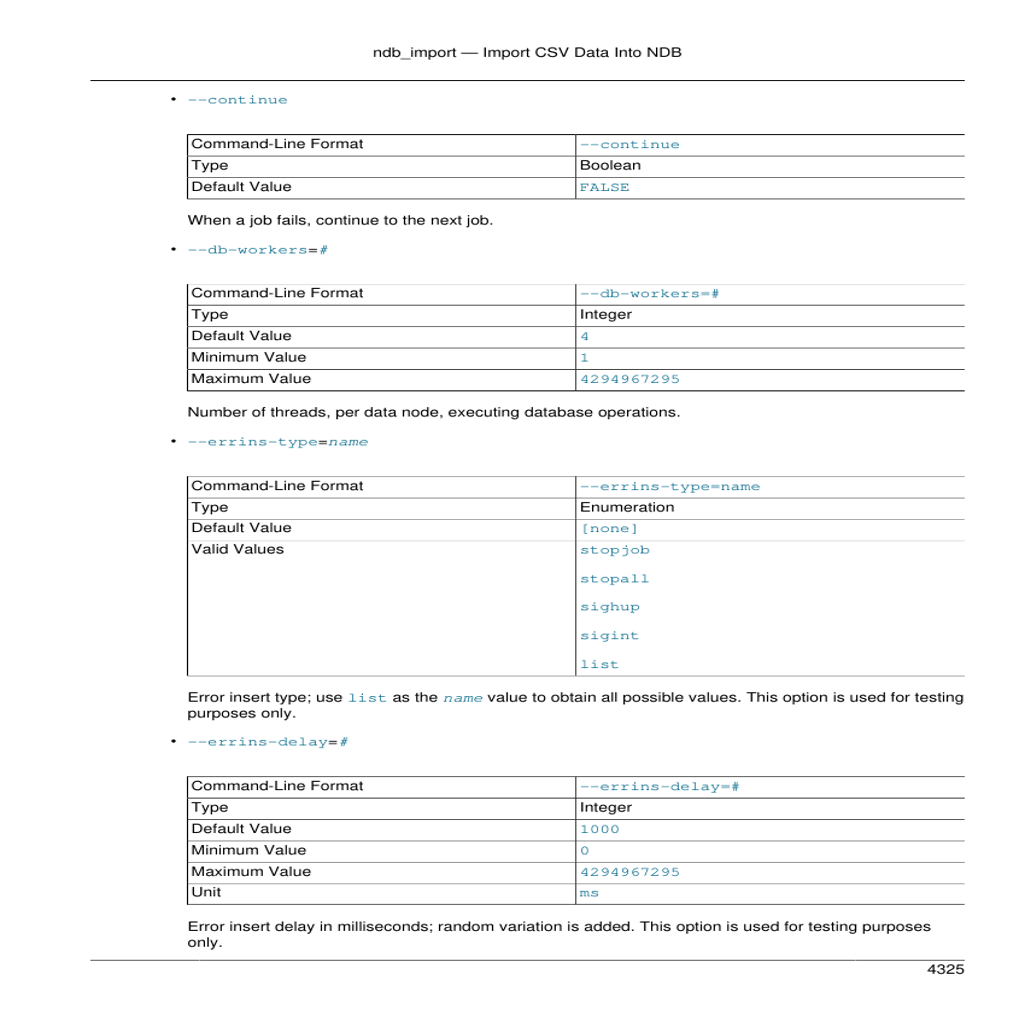 ndb_import — Import CSV Data Into NDB
• --continue
Command-Line Format --continue
Type Boolean
Default Value FALSE
When a job fails, continue to the next job.
• --db-workers=#
Command-Line Format --db-workers=#
Type Integer
Default Value 4
Minimum Value 1
Maximum Value 4294967295
Number of threads, per data node, executing database operations.
• --errins-type=name
Command-Line Format --errins-type=name
Type Enumeration
Default Value [none]
Valid Values stopjob
stopall
sighup
sigint
list
Error insert type; use list as the name value to obtain all possible values. This option is used for testing
purposes only.
• --errins-delay=#
Command-Line Format --errins-delay=#
Type Integer
Default Value 1000
Minimum Value 0
Maximum Value 4294967295
Unit ms
Error insert delay in milliseconds; random variation is added. This option is used for testing purposes
only.
4325